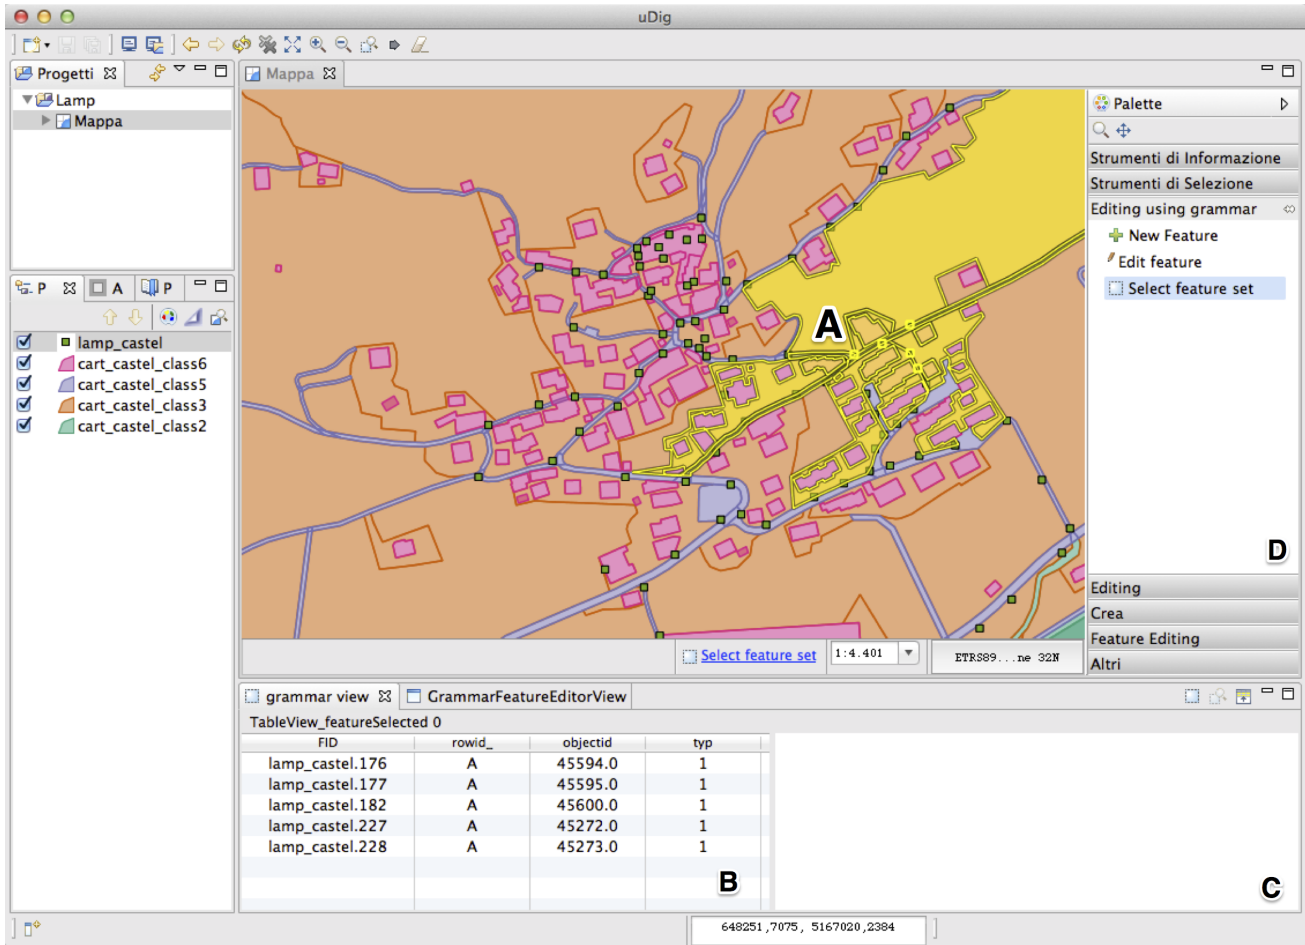 uDig
Progetti
Mappa
Palette
Lamp
Mappa
Strumenti di Informazione
Strumenti di Selezione
Editing using grammar
New Feature
Edit feature
Select feature set
P A P
lamp_castel
cart_castel_class6
cart_castel_class5
cart_castel_class3
cart_castel_class2
A
D
Editing
Crea
Feature Editing
Altri
Select feature set 1:4.401 ETRS89...ne 32N
grammar view GrammarFeatureEditorView
TableView_featureSelected 0
FID rowid_ objectid typ
lamp_castel.176 A 45594.0 1
lamp_castel.177 A 45595.0 1
lamp_castel.182 A 45600.0 1
lamp_castel.227 A 45272.0 1
lamp_castel.228 A 45273.0 1
B
C
648251,7075, 5167020,2384